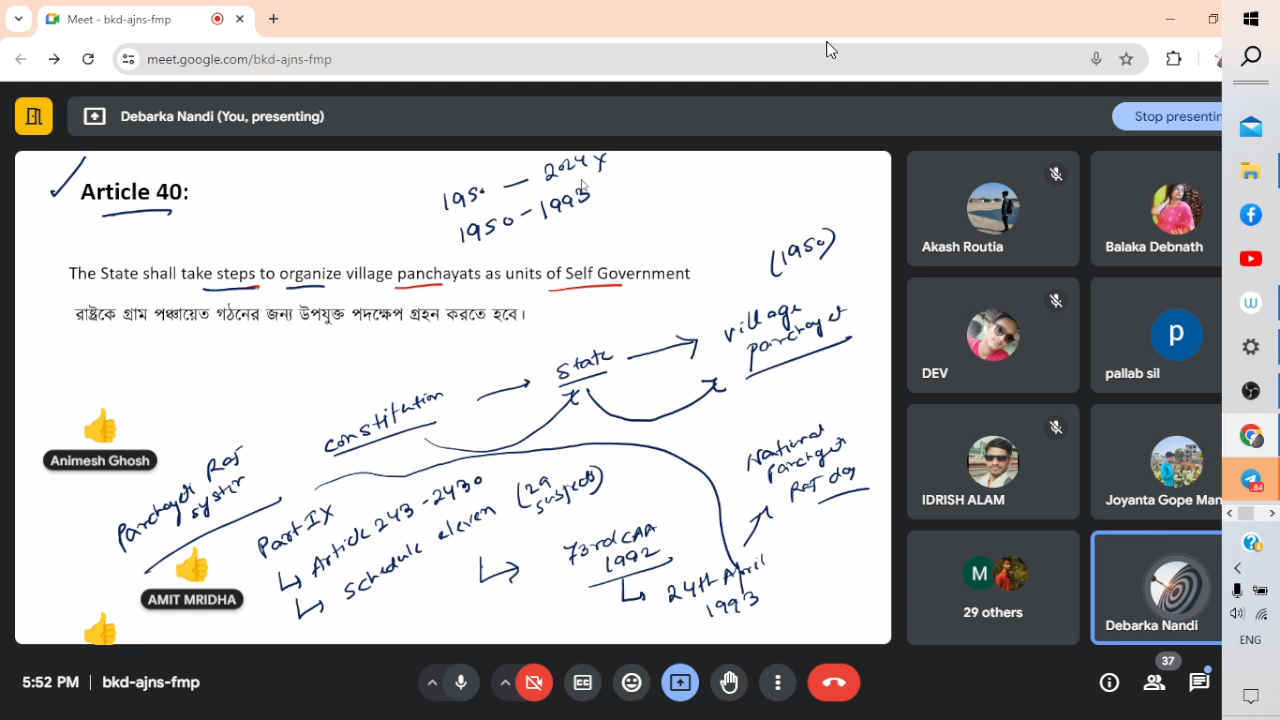 Meet - bkd-ajns-fmp
meet.google.com/bkd-ajns-fmp
Debarka Nandi (You, presenting)
Stop presentin
Article 40:
1950 — 2024 x
1950 - 1993
(1950)
The State shall take steps to organize village panchayats as units of Self Government
রাষ্ট্রকে গ্রাম পঞ্চায়েত গঠনের জন্য উপযুক্ত পদক্ষেপ গ্রহন করতে হবে।
village
panchayet
state
constitution
Panchayeti Raj
system
Part IX
Article 243 - 2430
Schedule eleven (29
subjects)
73rd CAA
1992
24th April
1993
National
panchayet
Raj day
Animesh Ghosh
AMIT MRIDHA
Akash Routia
Balaka Debnath
DEV
p
pallab sil
IDRISH ALAM
Joyanta Gope Man
M
29 others
Debarka Nandi
5:52 PM | bkd-ajns-fmp
37
84
ENG